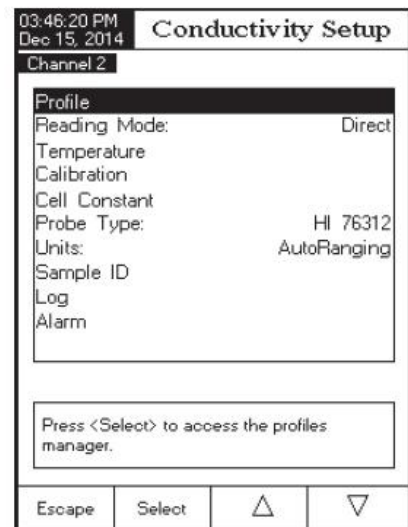 03:46:20 PM
Dec 15, 2014
Conductivity Setup
Channel 2
Profile
Reading Mode: Direct
Temperature
Calibration
Cell Constant
Probe Type: HI 76312
Units: AutoRanging
Sample ID
Log
Alarm
Press <Select> to access the profiles
manager.
Escape Select